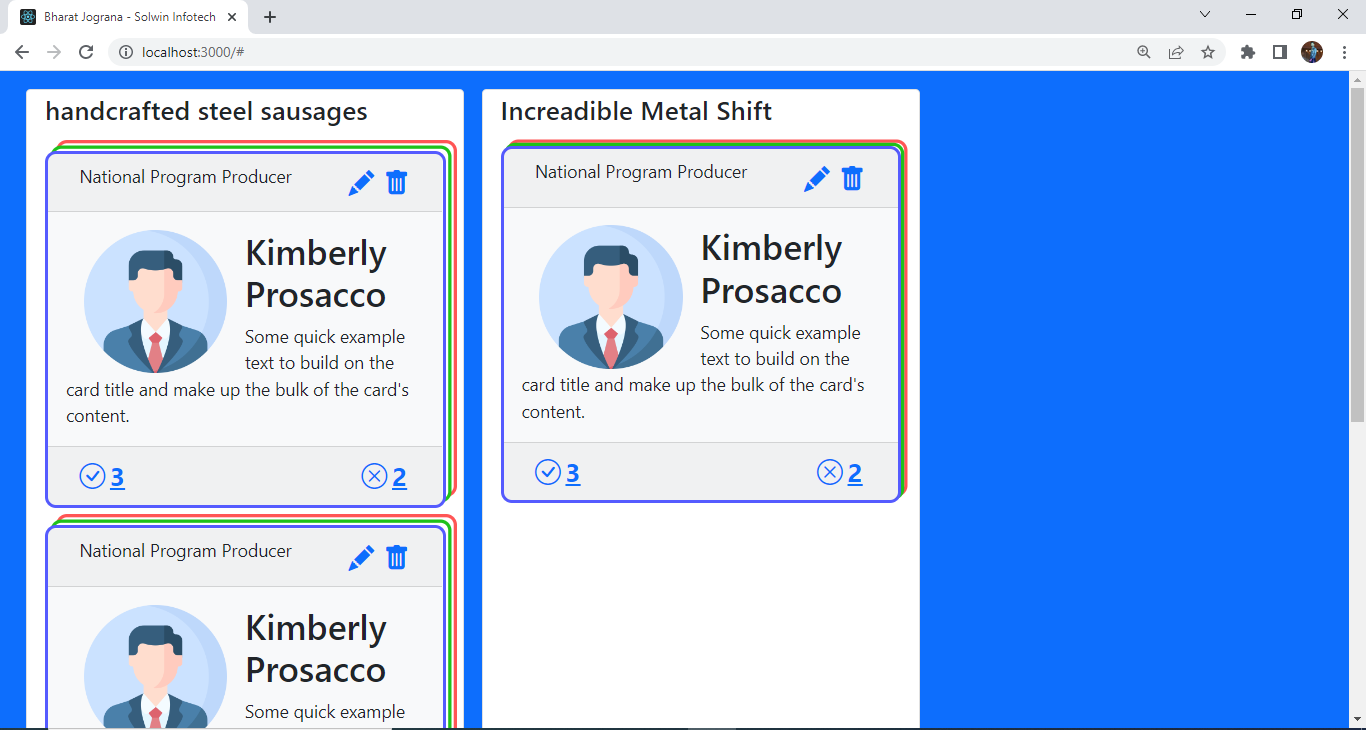 Bharat Jograna - Solwin Infotech
localhost:3000/#
handcrafted steel sausages
National Program Producer
Kimberly
Prosacco
Some quick example
text to build on the
card title and make up the bulk of the card's
content.
3
2
National Program Producer
Kimberly
Prosacco
Some quick example
Increadible Metal Shift
National Program Producer
Kimberly
Prosacco
Some quick example
text to build on the
card title and make up the bulk of the card's
content.
3
2